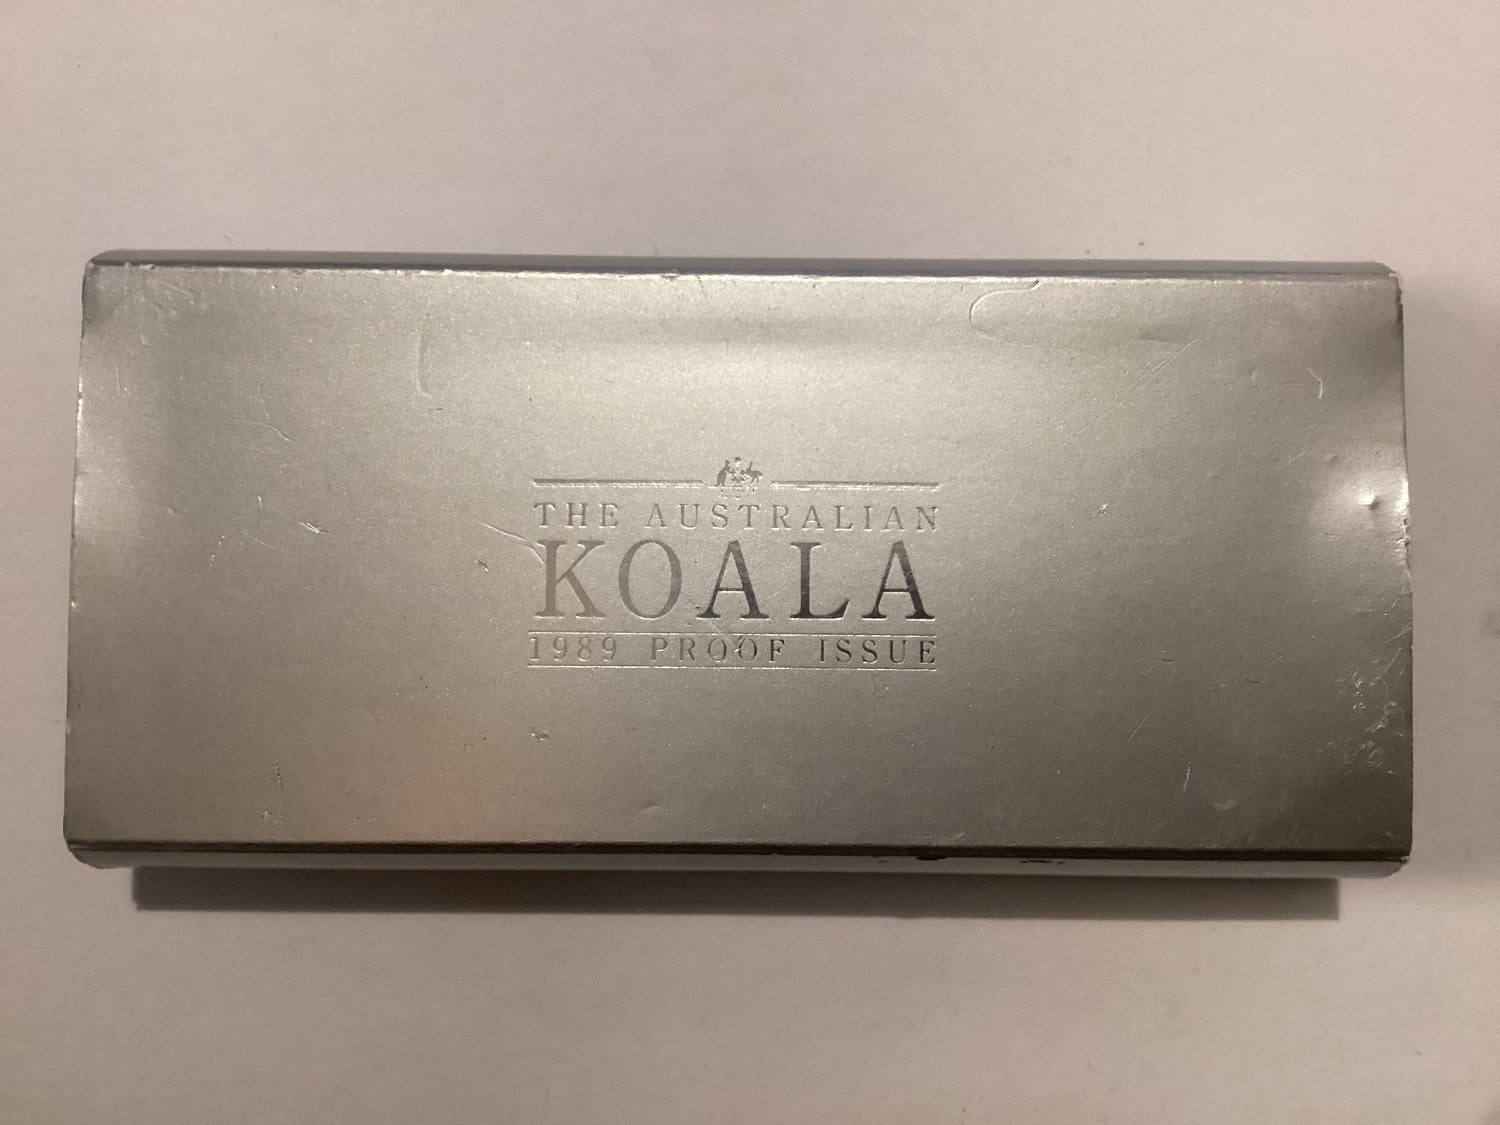 THE AUSTRALIAN
KOALA
1989 PROOF ISSUE